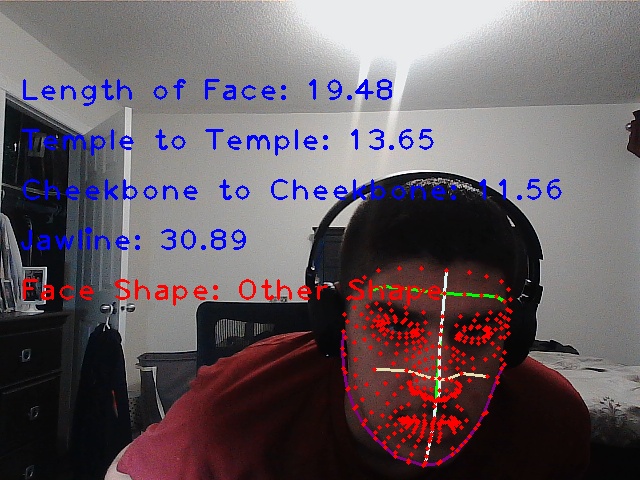 Length of Face: 19.48
Temple to Temple: 13.65
Cheekbone to Cheekbone: 11.56
Jawline: 30.89
Face Shape: Other Shape